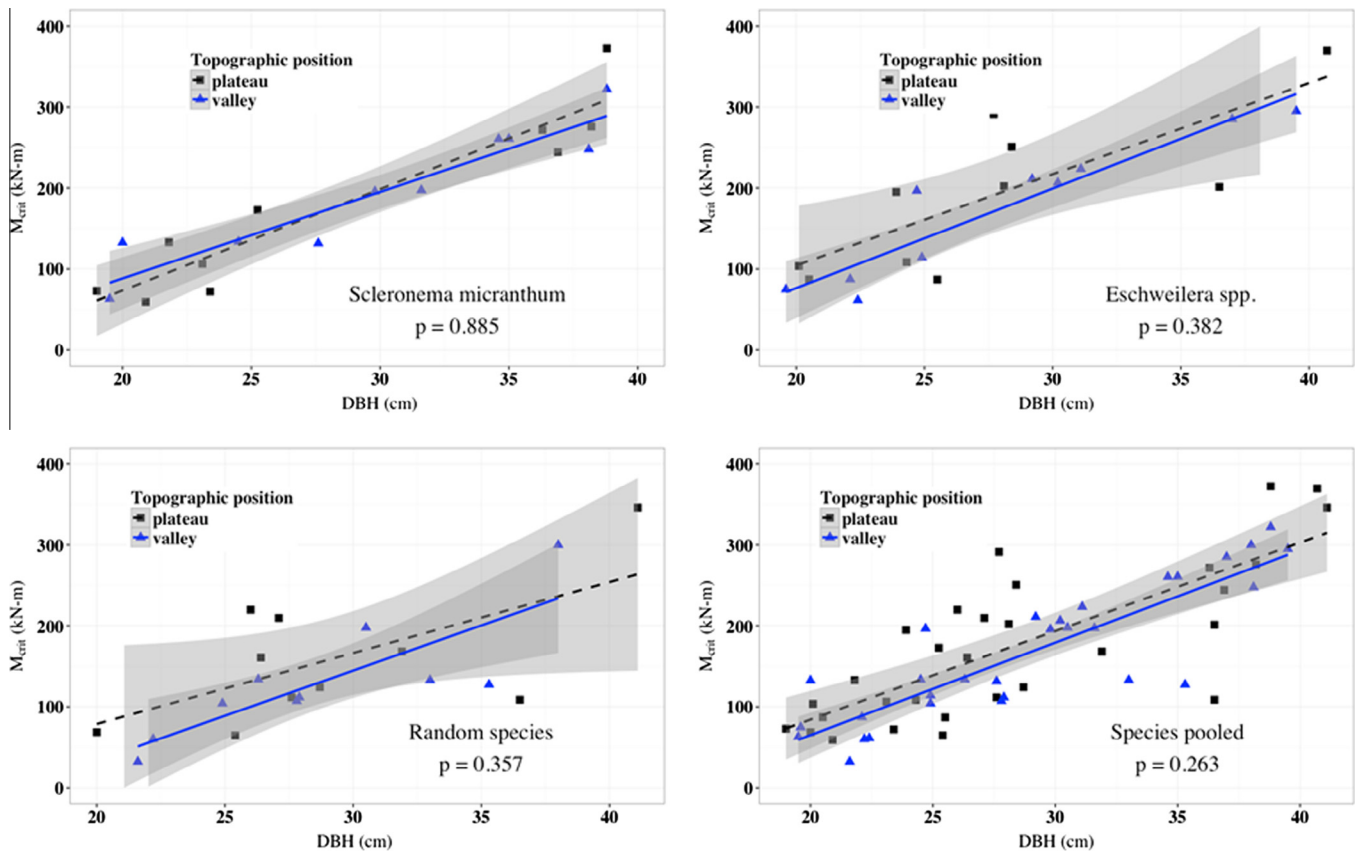 400
300
200
100
0
M_crit (kN-m)
Topographic position
plateau
valley
Scleronema micranthum
p = 0.885
20 25 30 35 40
DBH (cm)
400
300
200
100
0
M_crit (kN-m)
Topographic position
plateau
valley
Eschweilera spp.
p = 0.382
20 25 30 35 40
DBH (cm)
400
300
200
100
0
M_crit (kN-m)
Topographic position
plateau
valley
Random species
p = 0.357
20 25 30 35 40
DBH (cm)
400
300
200
100
0
M_crit (kN-m)
Topographic position
plateau
valley
Species pooled
p = 0.263
20 25 30 35 40
DBH (cm)